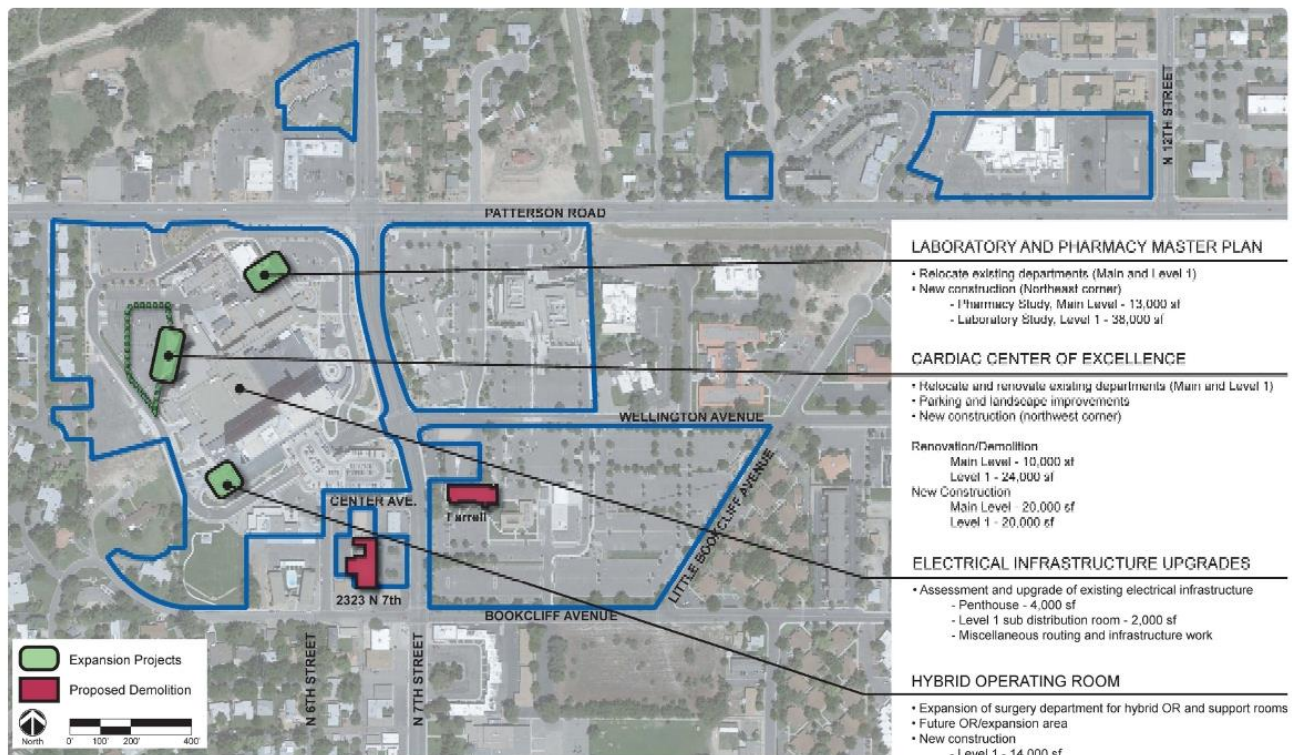 N 12TH STREET
PATTERSON ROAD
LABORATORY AND PHARMACY MASTER PLAN
• Relocate existing departments (Main and Level 1)
• New construction (Northeast corner)
- Pharmacy Study, Main Level - 13,000 sf
- Laboratory Study, Level 1 - 38,000 sf
CARDIAC CENTER OF EXCELLENCE
• Relocate and renovate existing departments (Main and Level 1)
• Parking and landscape improvements
• New construction (northwest corner)
WELLINGTON AVENUE
Renovation/Demolition
Main Level - 10,000 sf
Level 1 - 24,000 sf
New Construction
Main Level - 20,000 sf
Level 1 - 20,000 sf
CENTER AVE.
Farrell
LITTLE BOOKCLIFF AVENUE
ELECTRICAL INFRASTRUCTURE UPGRADES
• Assessment and upgrade of existing electrical infrastructure
- Penthouse - 4,000 sf
- Level 1 sub distribution room - 2,000 sf
- Miscellaneous routing and infrastructure work
2323 N 7th
BOOKCLIFF AVENUE
N 6TH STREET
N 7TH STREET
HYBRID OPERATING ROOM
• Expansion of surgery department for hybrid OR and support rooms
• Future OR/expansion area
• New construction
- Level 1 - 14,000 sf
Expansion Projects
Proposed Demolition
North
0' 100' 200' 400'